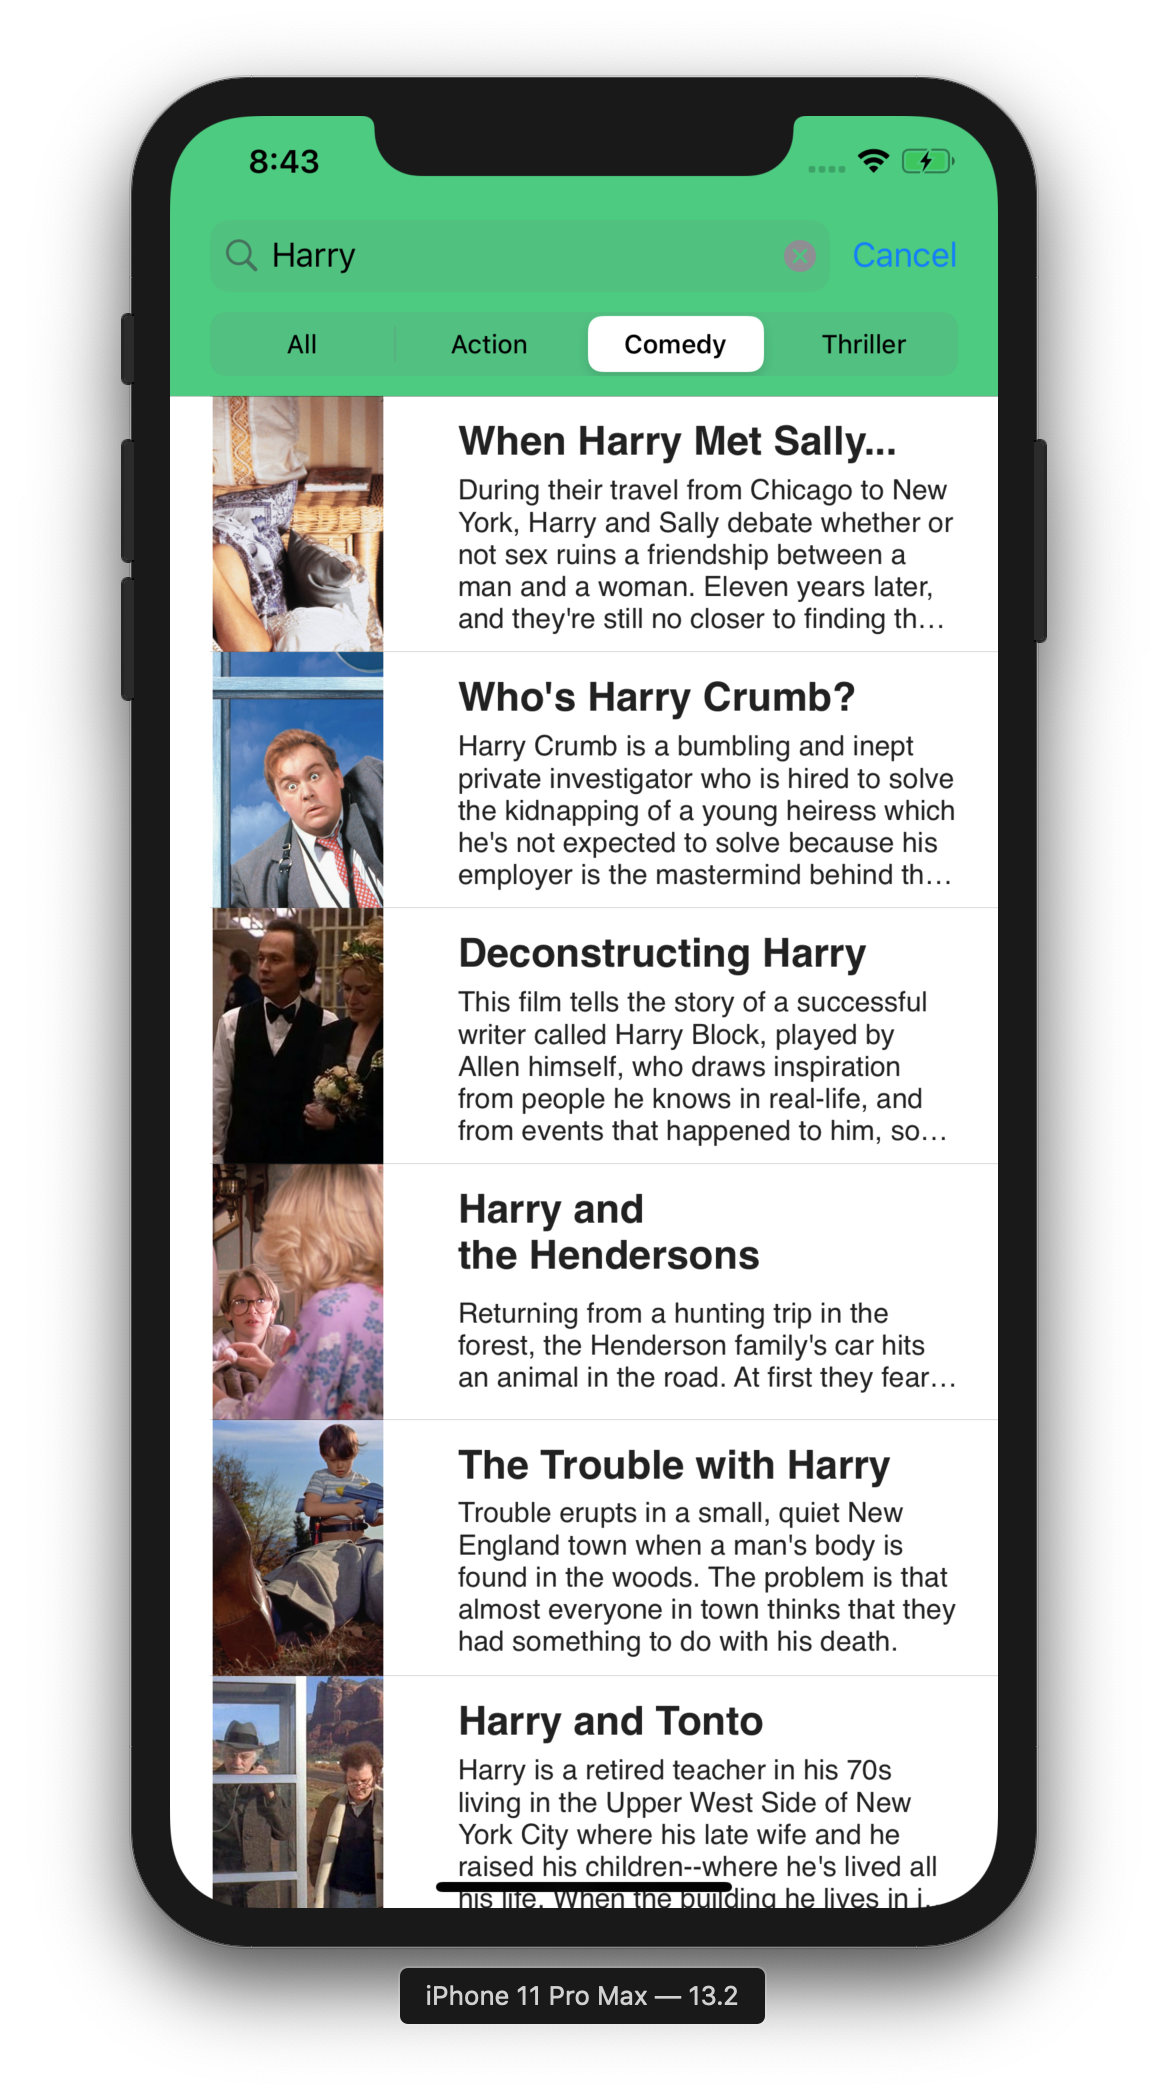 8:43
Harry
Cancel
All
Action
Comedy
Thriller
When Harry Met Sally...
During their travel from Chicago to New
York, Harry and Sally debate whether or
not sex ruins a friendship between a
man and a woman. Eleven years later,
and they're still no closer to finding th…
Who's Harry Crumb?
Harry Crumb is a bumbling and inept
private investigator who is hired to solve
the kidnapping of a young heiress which
he's not expected to solve because his
employer is the mastermind behind th…
Deconstructing Harry
This film tells the story of a successful
writer called Harry Block, played by
Allen himself, who draws inspiration
from people he knows in real-life, and
from events that happened to him, so…
Harry and
the Hendersons
Returning from a hunting trip in the
forest, the Henderson family's car hits
an animal in the road. At first they fear…
The Trouble with Harry
Trouble erupts in a small, quiet New
England town when a man's body is
found in the woods. The problem is that
almost everyone in town thinks that they
had something to do with his death.
Harry and Tonto
Harry is a retired teacher in his 70s
living in the Upper West Side of New
York City where his late wife and he
raised his children--where he's lived all
his life. When the building he lives in i…
iPhone 11 Pro Max — 13.2